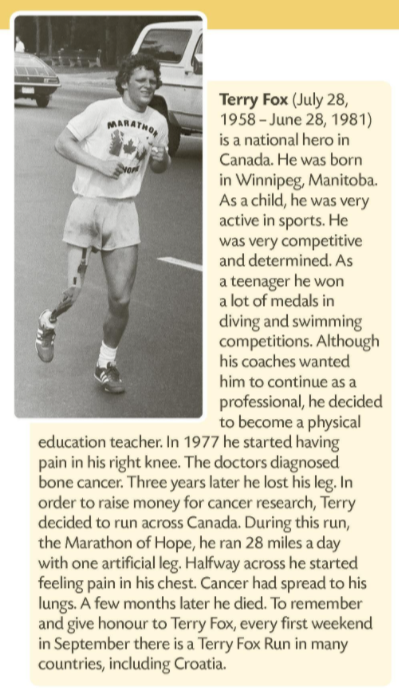 MARATHON
HOPE
Terry Fox (July 28,
1958 – June 28, 1981)
is a national hero in
Canada. He was born
in Winnipeg, Manitoba.
As a child, he was very
active in sports. He
was very competitive
and determined. As
a teenager he won
a lot of medals in
diving and swimming
competitions. Although
his coaches wanted
him to continue as a
professional, he decided
to become a physical
education teacher. In 1977 he started having
pain in his right knee. The doctors diagnosed
bone cancer. Three years later he lost his leg. In
order to raise money for cancer research, Terry
decided to run across Canada. During this run,
the Marathon of Hope, he ran 28 miles a day
with one artificial leg. Halfway across he started
feeling pain in his chest. Cancer had spread to his
lungs. A few months later he died. To remember
and give honour to Terry Fox, every first weekend
in September there is a Terry Fox Run in many
countries, including Croatia.